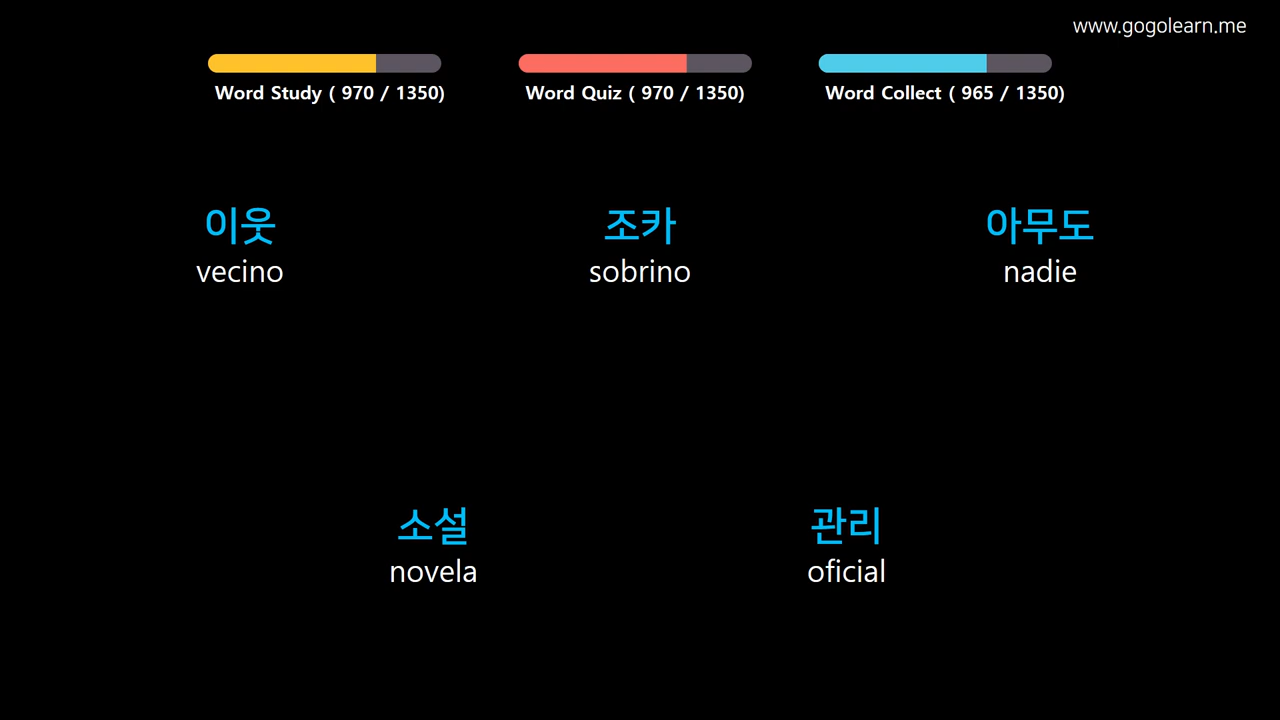 www.gogolearn.me
Word Study ( 970 / 1350)
Word Quiz ( 970 / 1350)
Word Collect ( 965 / 1350)
이웃
vecino
조카
sobrino
아무도
nadie
소설
novela
관리
oficial